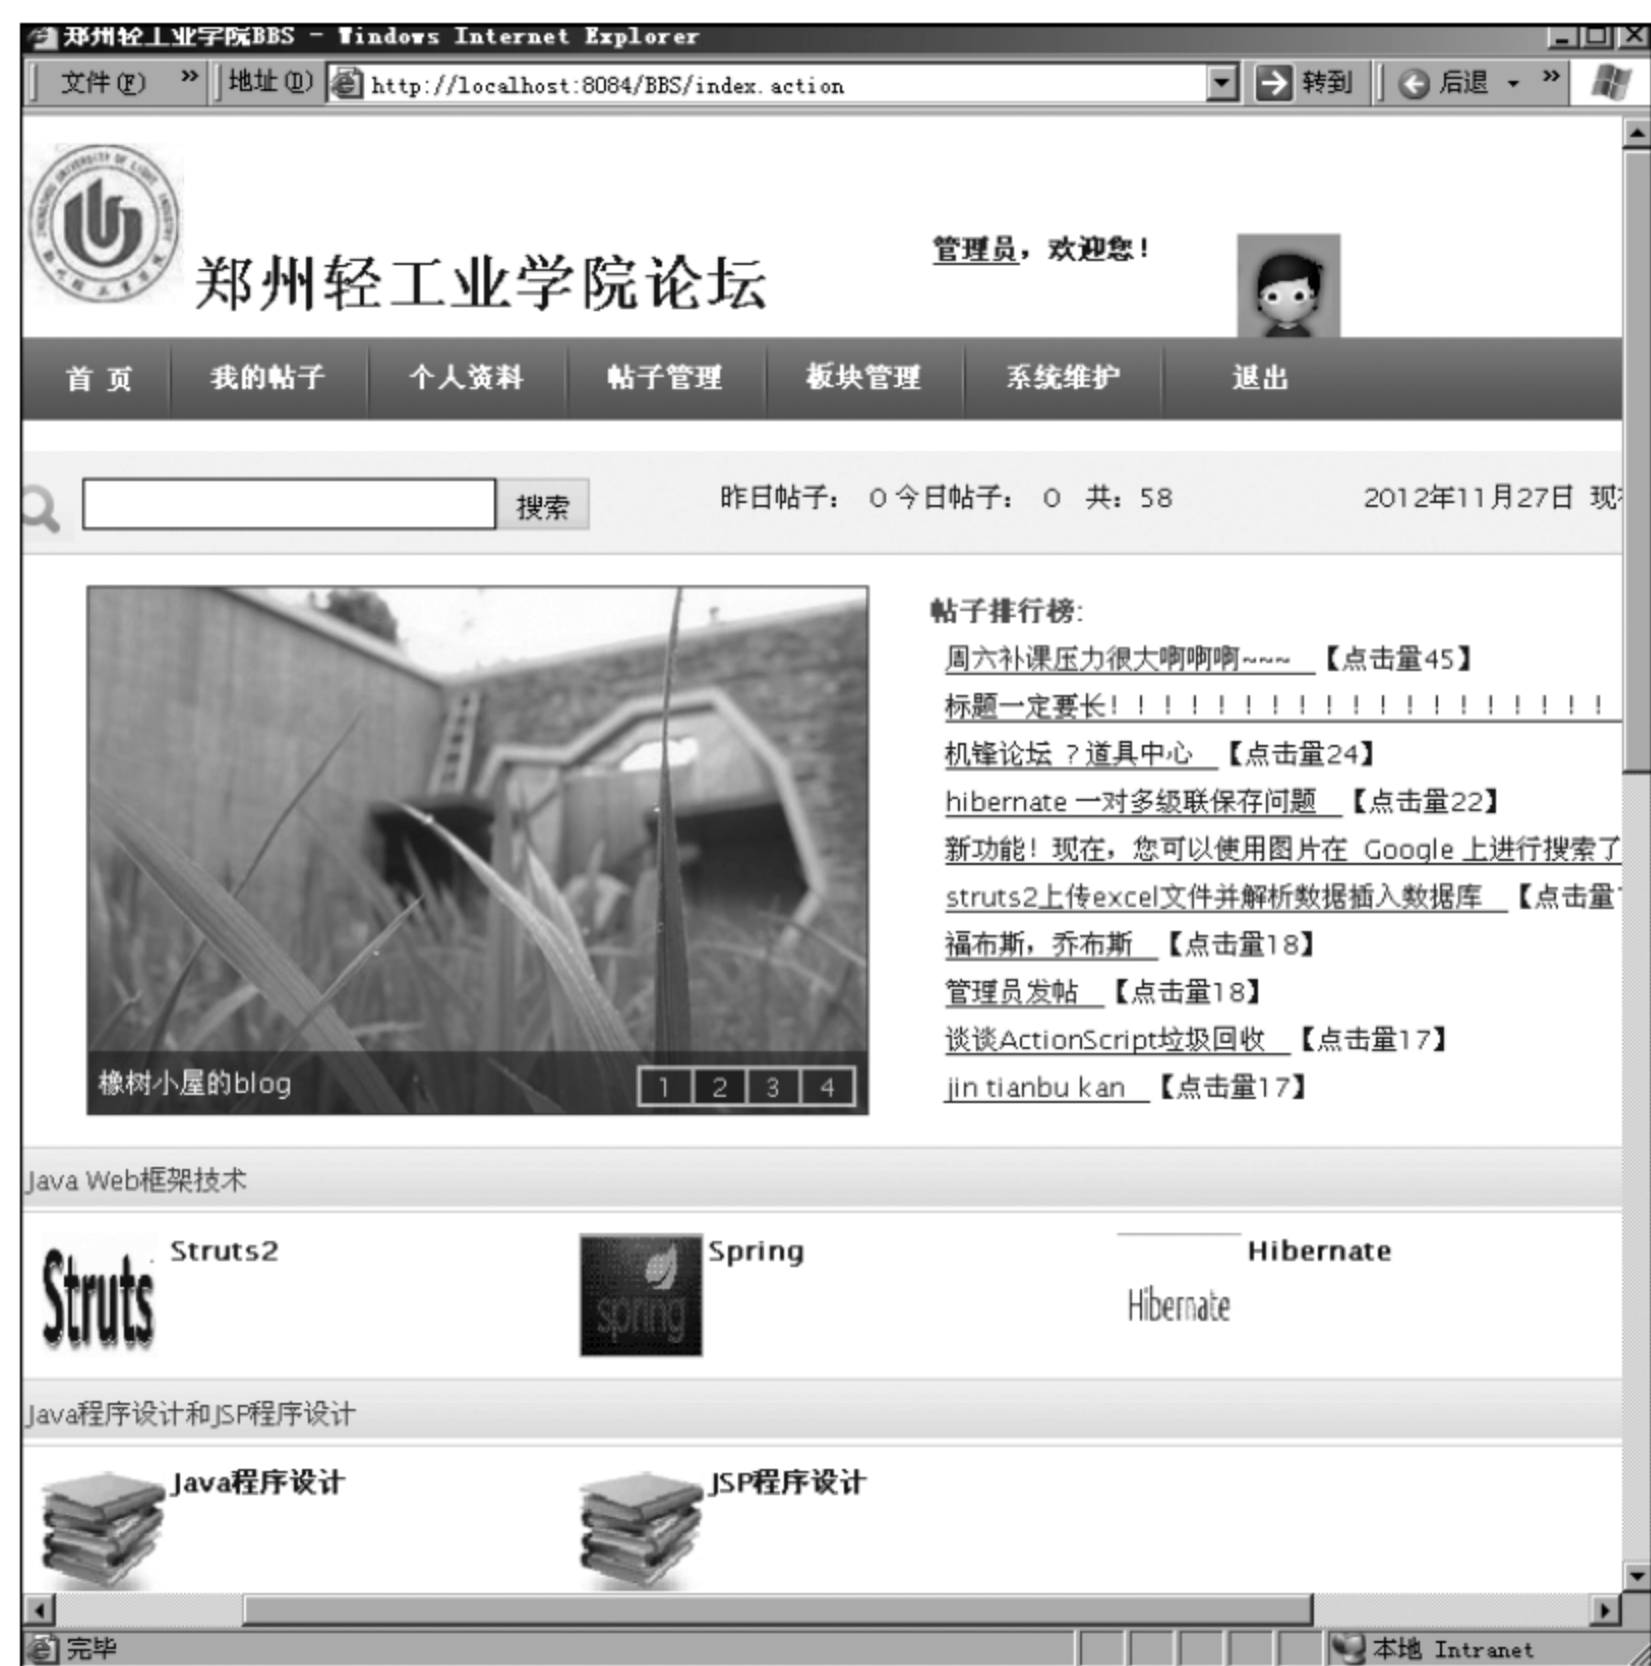 郑州轻工业学院BBS - Windows Internet Explorer
文件(F) » 地址(D) http://localhost:8084/BBS/index.action 转到 后退 »
郑州轻工业学院论坛
管理员，欢迎您！
首 页 我的帖子 个人资料 帖子管理 板块管理 系统维护 退出
搜索 昨日帖子： 0 今日帖子： 0 共：58 2012年11月27日 现
帖子排行榜:
周六补课压力很大啊啊啊~~~ 【点击量45】
标题一定要长！！！！！！！！！！！！！！！！！！！
机锋论坛 ？道具中心 【点击量24】
hibernate 一对多级联保存问题 【点击量22】
新功能！现在，您可以使用图片在 Google 上进行搜索了
struts2上传excel文件并解析数据插入数据库 【点击量
福布斯，乔布斯 【点击量18】
管理员发帖 【点击量18】
谈谈ActionScript垃圾回收 【点击量17】
jin tianbu kan 【点击量17】
橡树小屋的blog 1 2 3 4
Java Web框架技术
Struts Struts2 spring Spring Hibernate Hibernate
Java程序设计和JSP程序设计
Java程序设计 JSP程序设计
完毕 本地 Intranet